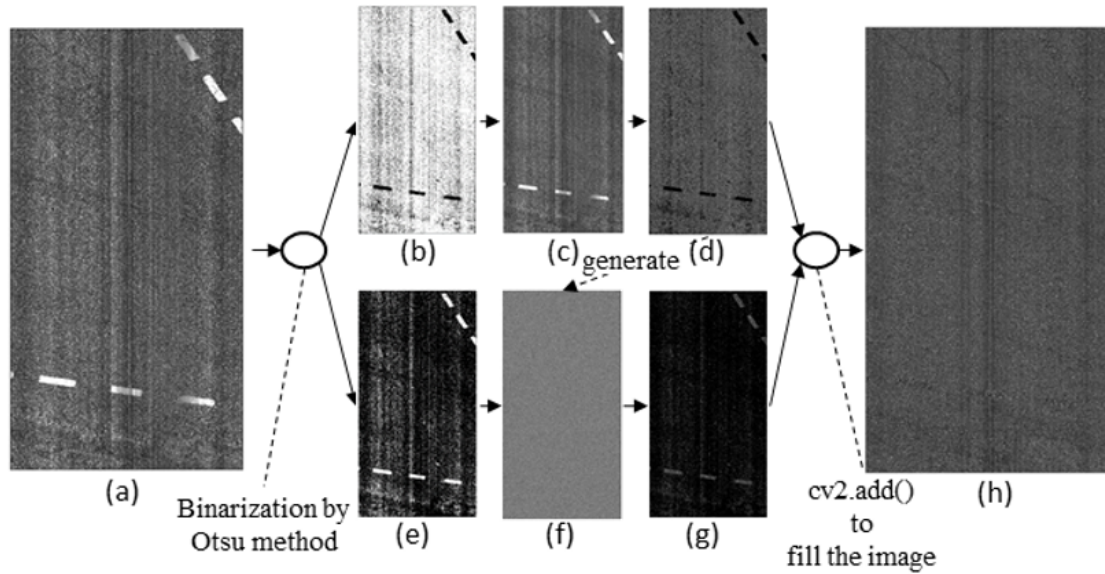 (b)
(c)
(d)
generate
(a)
(e)
(f)
(g)
(h)
Binarization by
Otsu method
cv2.add()
to
fill the image